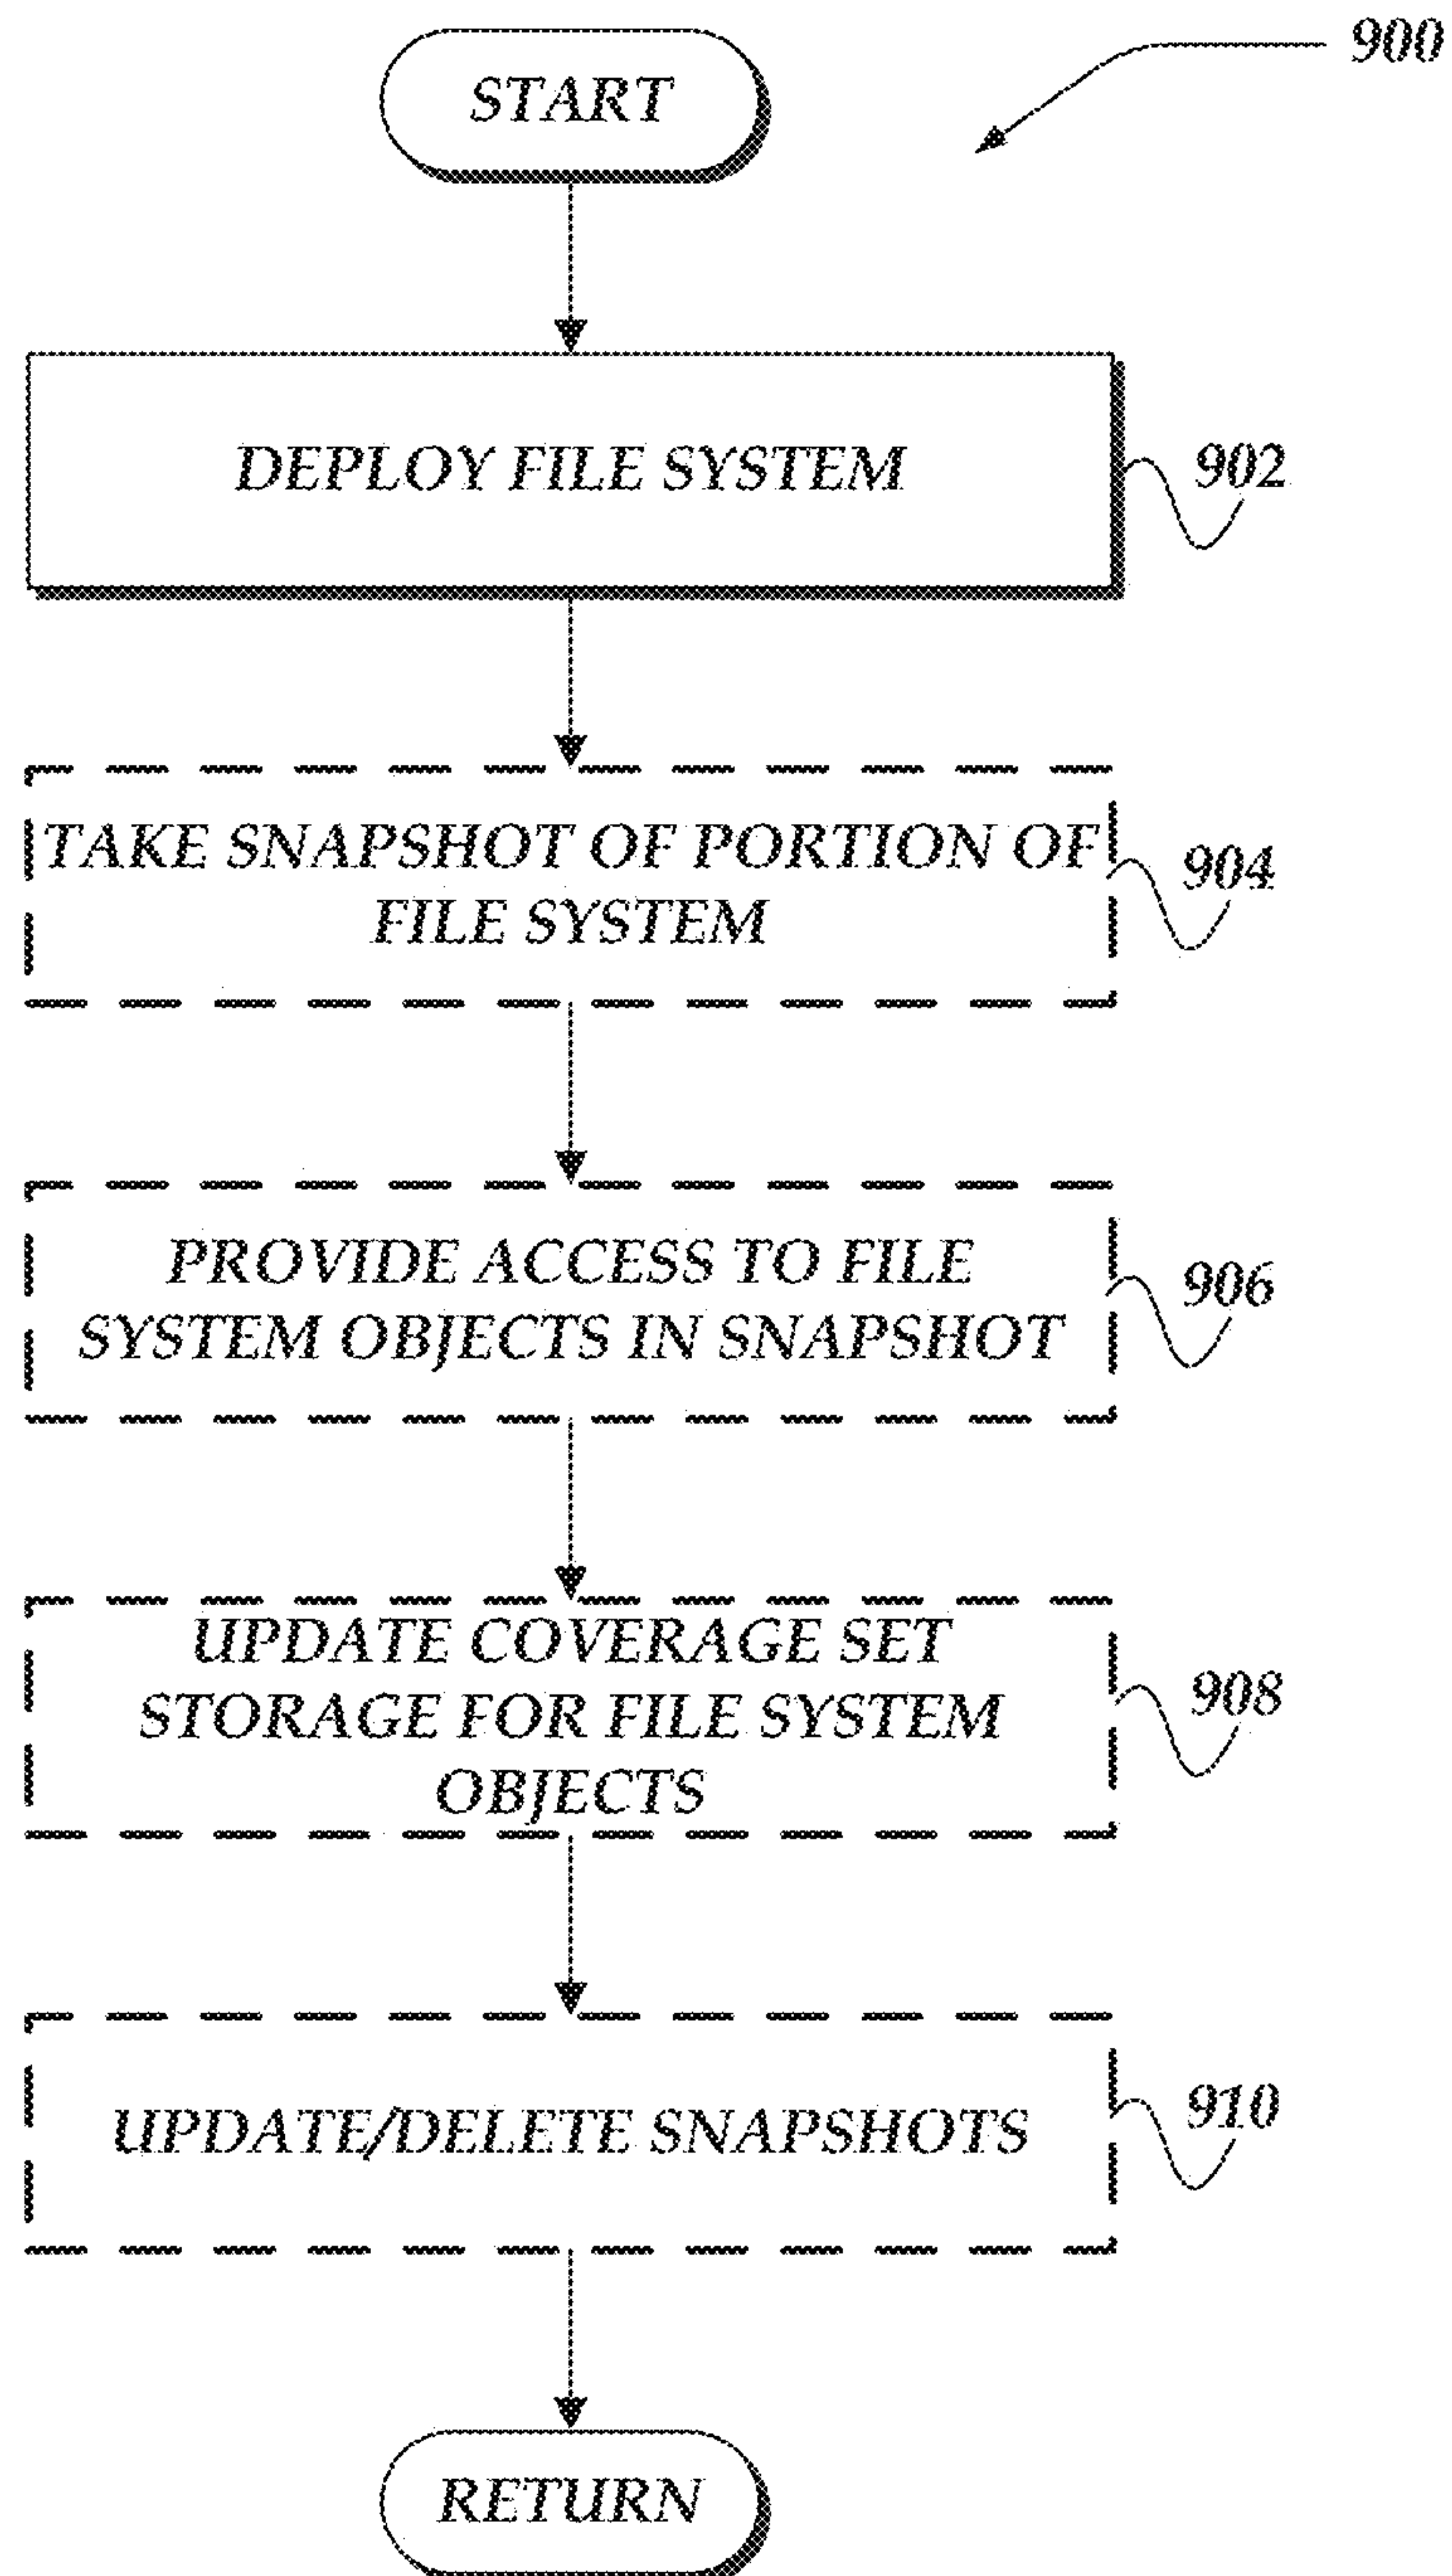 900
START
DEPLOY FILE SYSTEM
902
TAKE SNAPSHOT OF PORTION OF
FILE SYSTEM
904
PROVIDE ACCESS TO FILE
SYSTEM OBJECTS IN SNAPSHOT
906
UPDATE COVERAGE SET
STORAGE FOR FILE SYSTEM
OBJECTS
908
UPDATE/DELETE SNAPSHOTS
910
RETURN